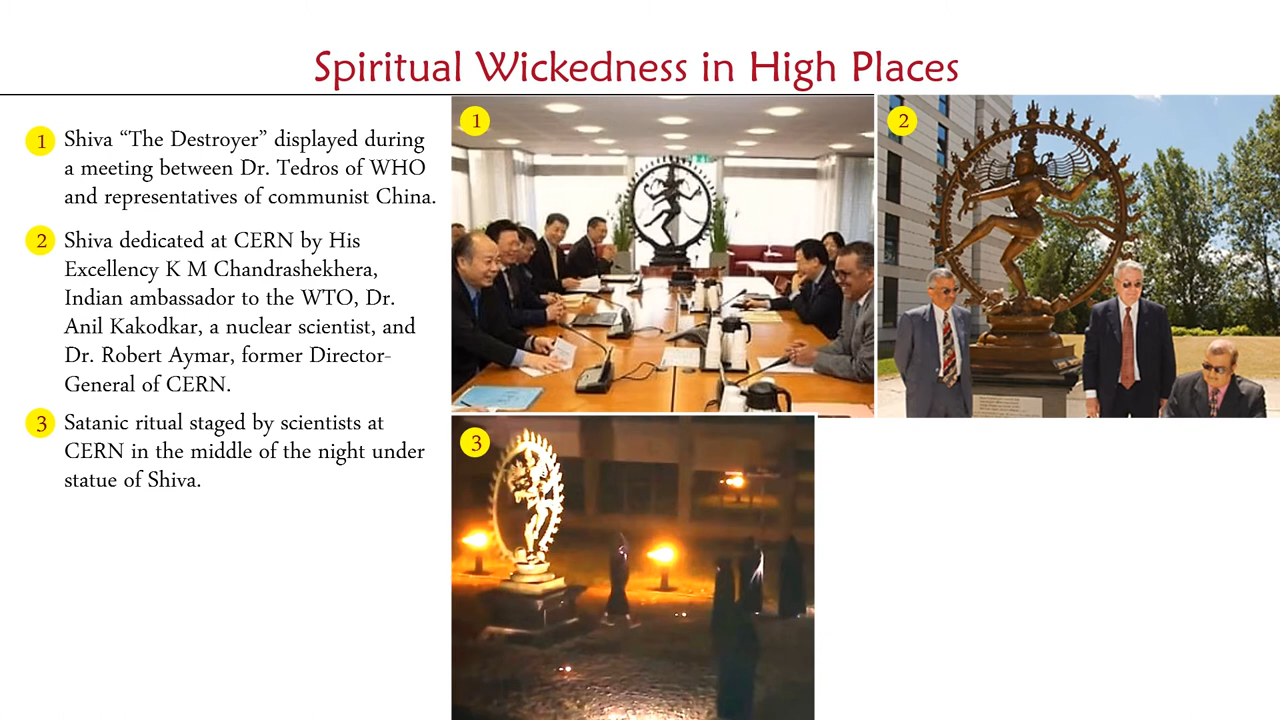 Spiritual Wickedness in High Places
1 Shiva “The Destroyer” displayed during
a meeting between Dr. Tedros of WHO
and representatives of communist China.
2 Shiva dedicated at CERN by His
Excellency K M Chandrashekhera,
Indian ambassador to the WTO, Dr.
Anil Kakodkar, a nuclear scientist, and
Dr. Robert Aymar, former Director-
General of CERN.
3 Satanic ritual staged by scientists at
CERN in the middle of the night under
statue of Shiva.
1
2
3